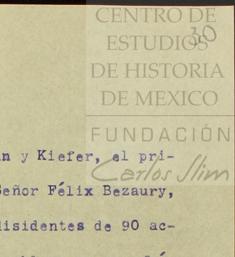 CENTRO DE
30
ESTUDIOS
DE HISTORIA
DE MEXICO
FUNDACIÓN
Carlos Slim
n y Kiefer, el pri-
Señor Félix Bezaury,
disidentes de 90 ac-